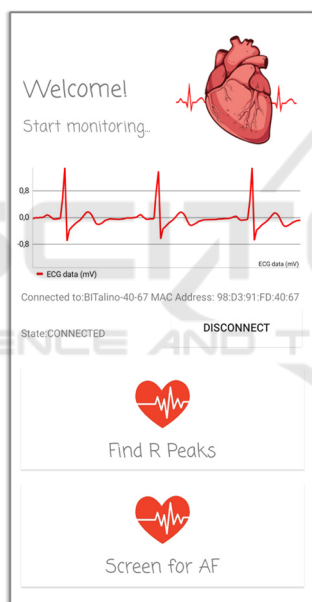 Welcome!
Start monitoring...
0,8
0,0
-0,8
ECG data (mV)
ECG data (mV)
Connected to:BITalino-40-67 MAC Address: 98:D3:91:FD:40:67
State:CONNECTED DISCONNECT
Find R Peaks
Screen for AF